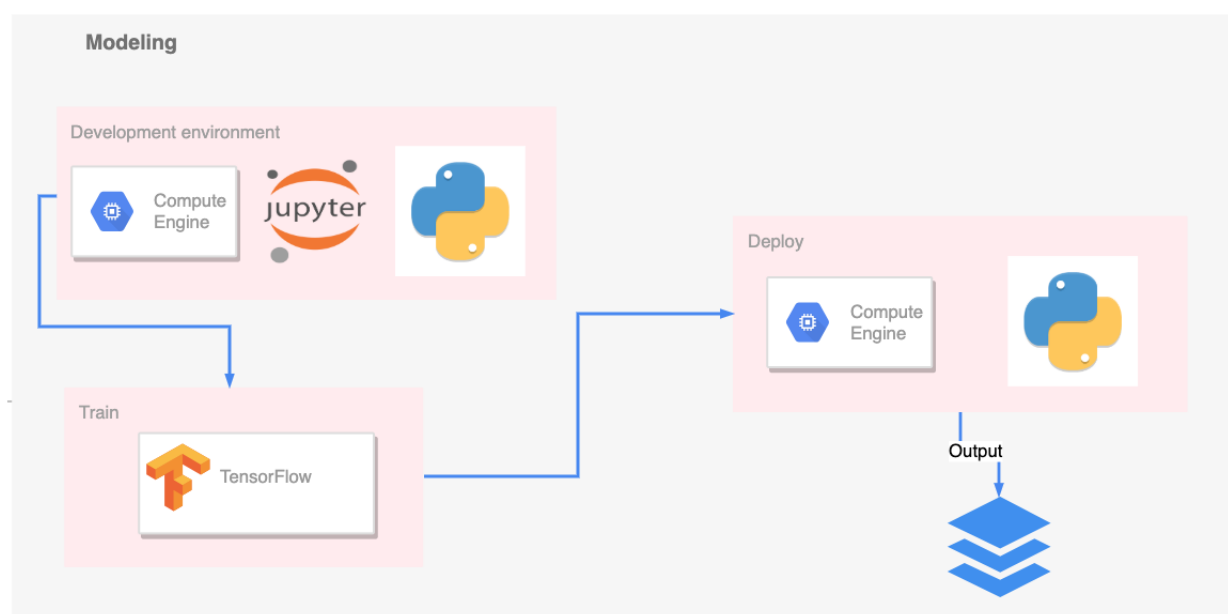 Modeling
Development environment
Compute
Engine
jupyter
Train
TensorFlow
Deploy
Compute
Engine
Output